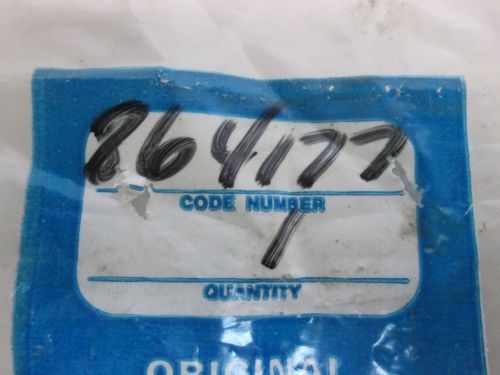 864177
CODE NUMBER
1
QUANTITY
ORIGINAL